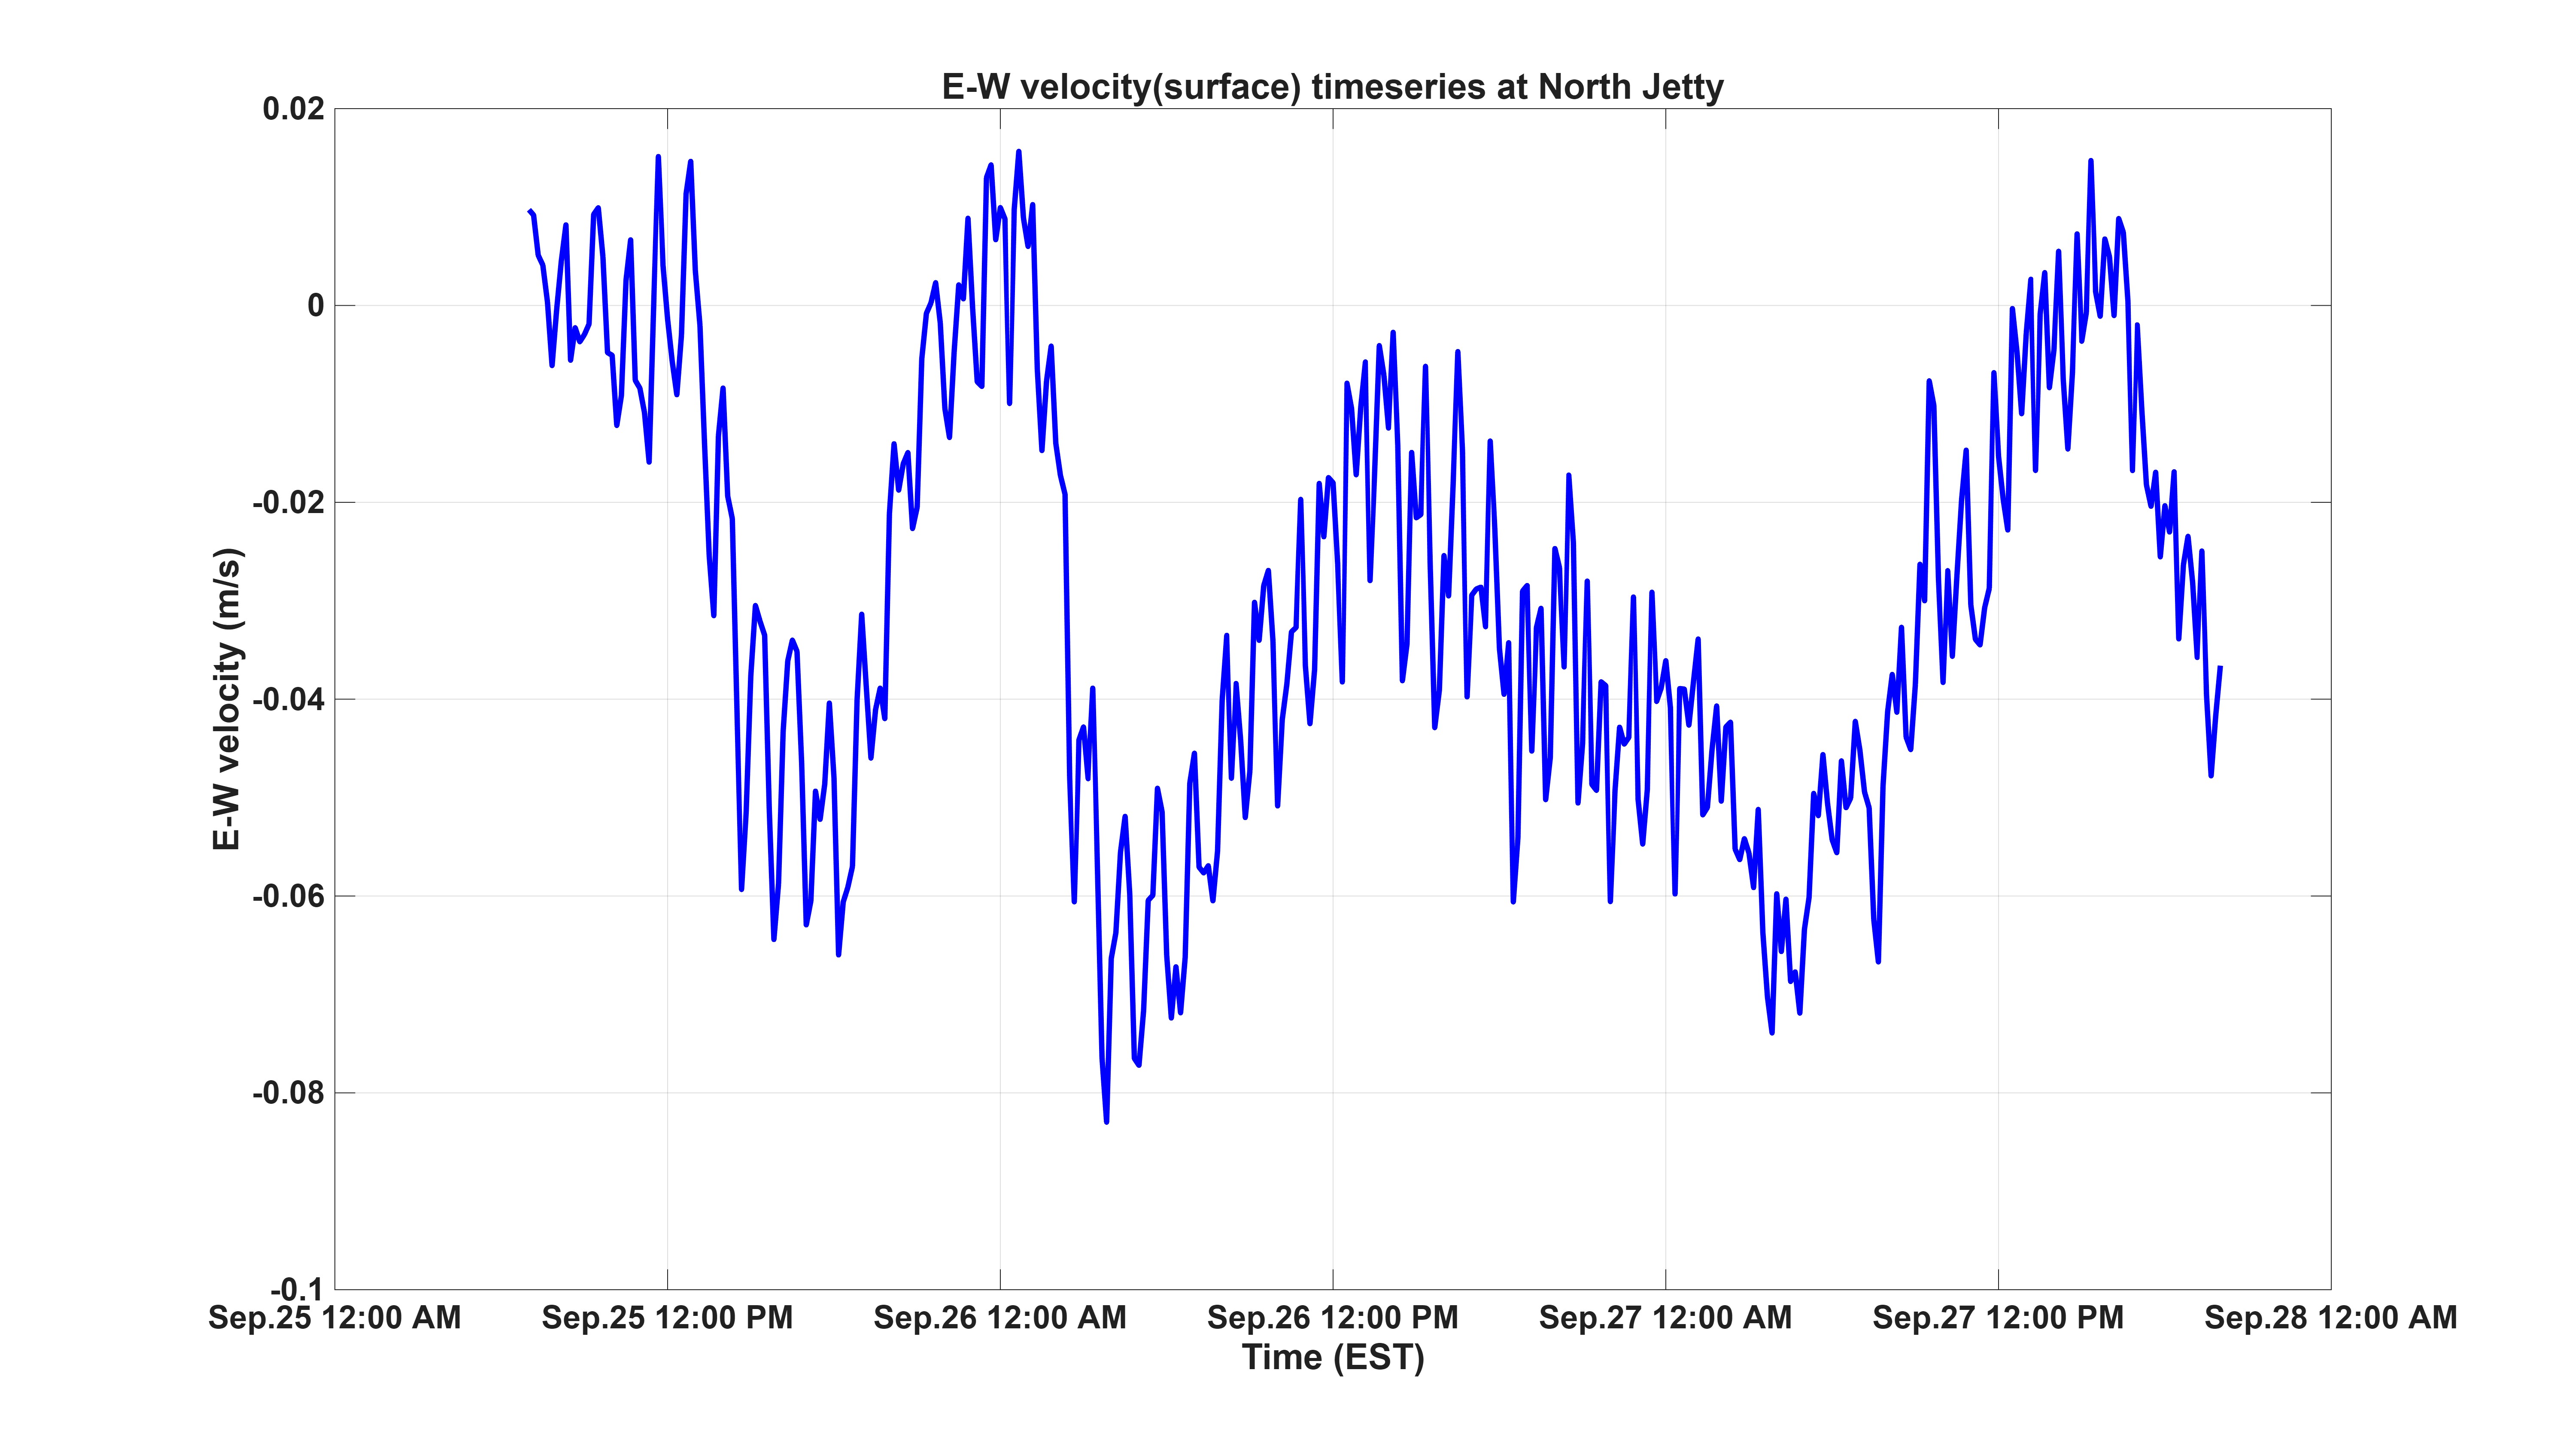 E-W velocity(surface) timeseries at North Jetty
0.02
0
-0.02
-0.04
-0.06
-0.08
-0.1
E-W velocity (m/s)
Sep.25 12:00 AM
Sep.25 12:00 PM
Sep.26 12:00 AM
Sep.26 12:00 PM
Sep.27 12:00 AM
Sep.27 12:00 PM
Sep.28 12:00 AM
Time (EST)